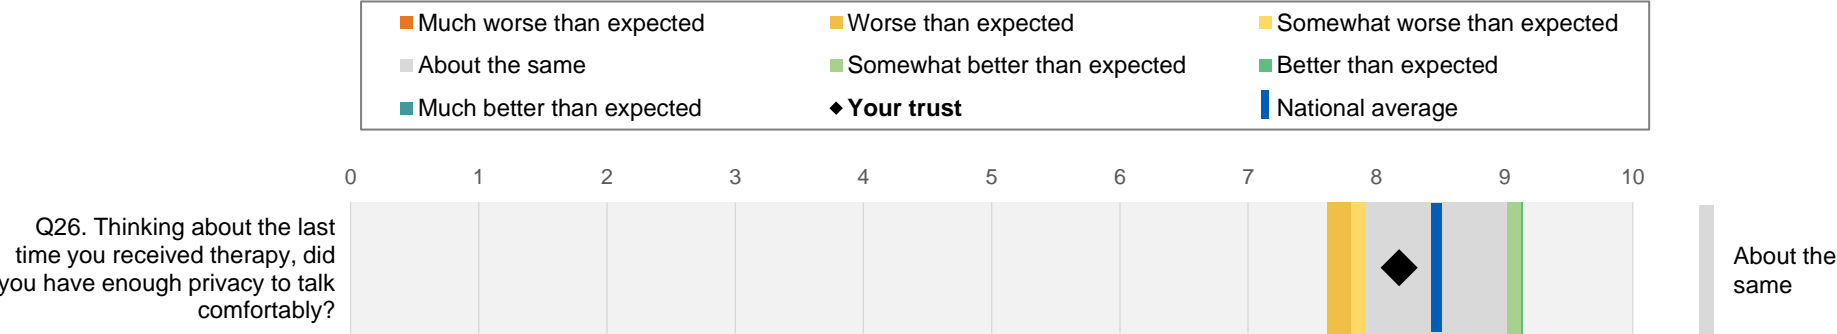 Much worse than expected
Worse than expected
Somewhat worse than expected
About the same
Somewhat better than expected
Better than expected
Much better than expected
Your trust
National average
0 1 2 3 4 5 6 7 8 9 10
Q26. Thinking about the last
time you received therapy, did
you have enough privacy to talk
comfortably?
About the
same